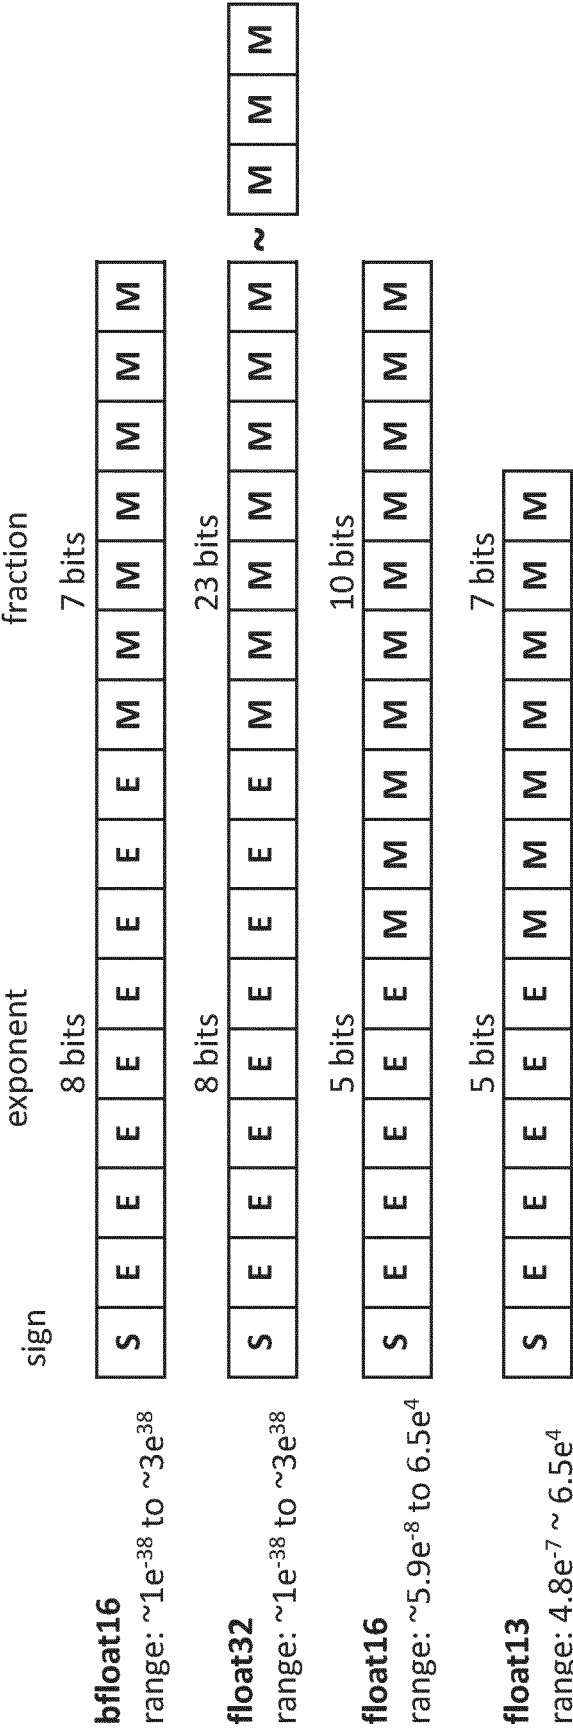 sign exponent fraction
8 bits 7 bits
bfloat16
range: ~1e-38 to ~3e38
S E E E E E E E E M M M M M M M
8 bits 23 bits
float32
range: ~1e-38 to ~3e38
S E E E E E E E E M M M M M M M ~ M M M
5 bits 10 bits
float16
range: ~5.9e-8 to 6.5e4
S E E E E E M M M M M M M M M M
5 bits 7 bits
float13
range: 4.8e-7 ~ 6.5e4
S E E E E E M M M M M M M